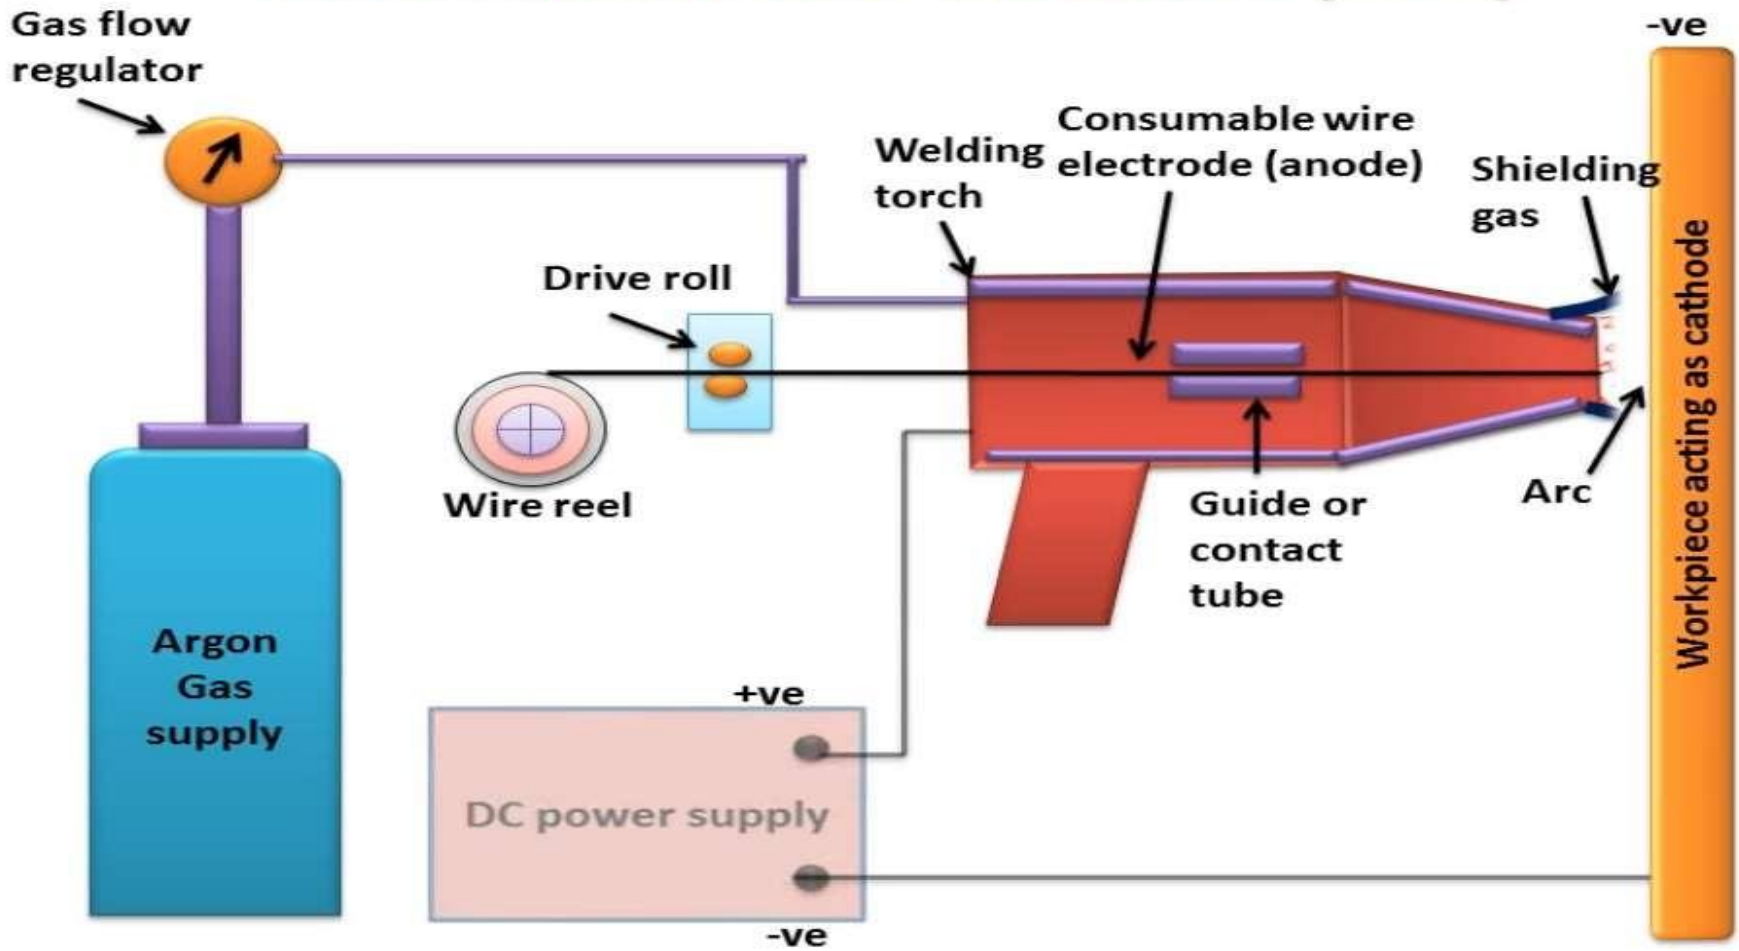 Gas flow
regulator
-ve
Consumable wire
electrode (anode)
Welding
torch
Shielding
gas
Drive roll
Wire reel
Guide or
contact
tube
Arc
Workpiece acting as cathode
Argon
Gas
supply
+ve
DC power supply
-ve